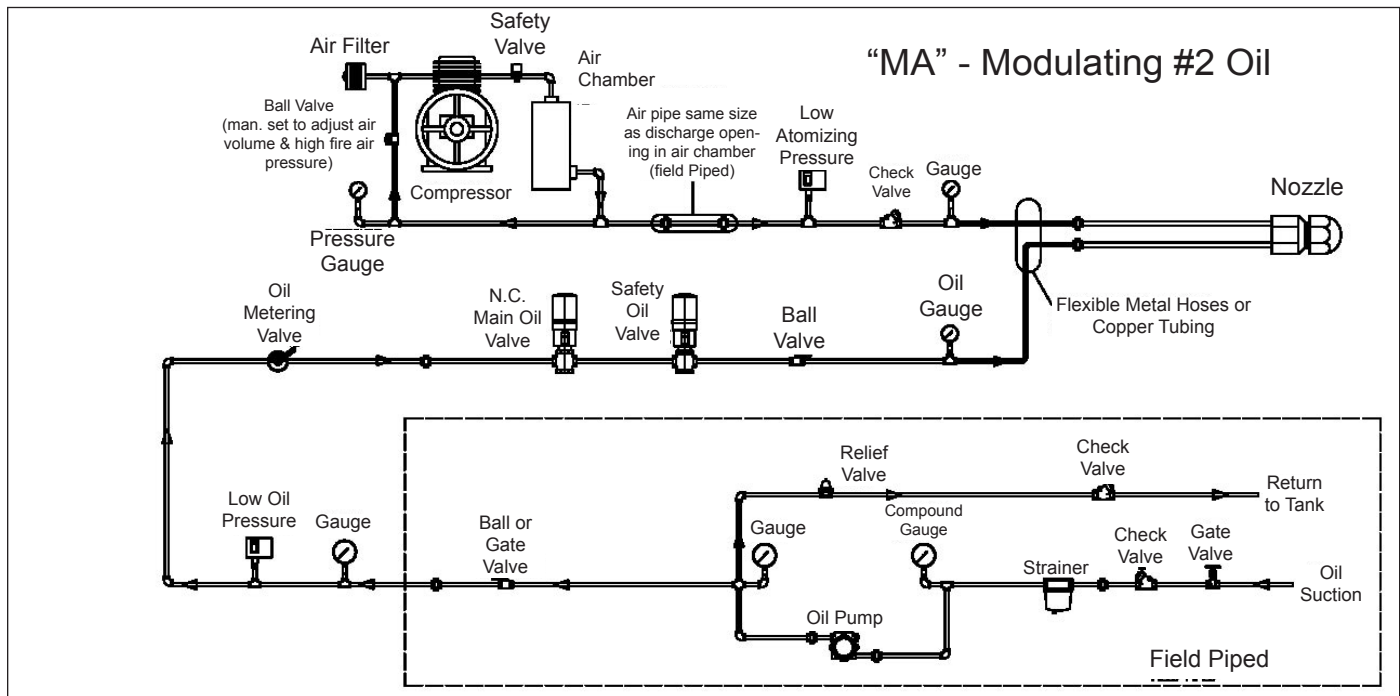 “MA” - Modulating #2 Oil
Air Filter
Safety
Valve
Air
Chamber
Ball Valve
(man. set to adjust air
volume & high fire air
pressure)
Compressor
Air pipe same size
as discharge open-
ing in air chamber
(field Piped)
Low
Atomizing
Pressure
Check
Valve
Gauge
Nozzle
Pressure
Gauge
Oil
Metering
Valve
N.C.
Main Oil
Valve
Safety
Oil
Valve
Ball
Valve
Oil
Gauge
Flexible Metal Hoses or
Copper Tubing
Relief
Valve
Check
Valve
Return
to Tank
Low Oil
Pressure
Gauge
Ball or
Gate
Valve
Gauge
Compound
Gauge
Strainer
Check
Valve
Gate
Valve
Oil
Suction
Oil Pump
Field Piped